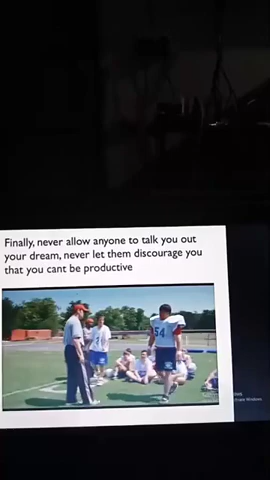 Finally, never allow anyone to talk you out
your dream, never let them discourage you
that you cant be productive
54